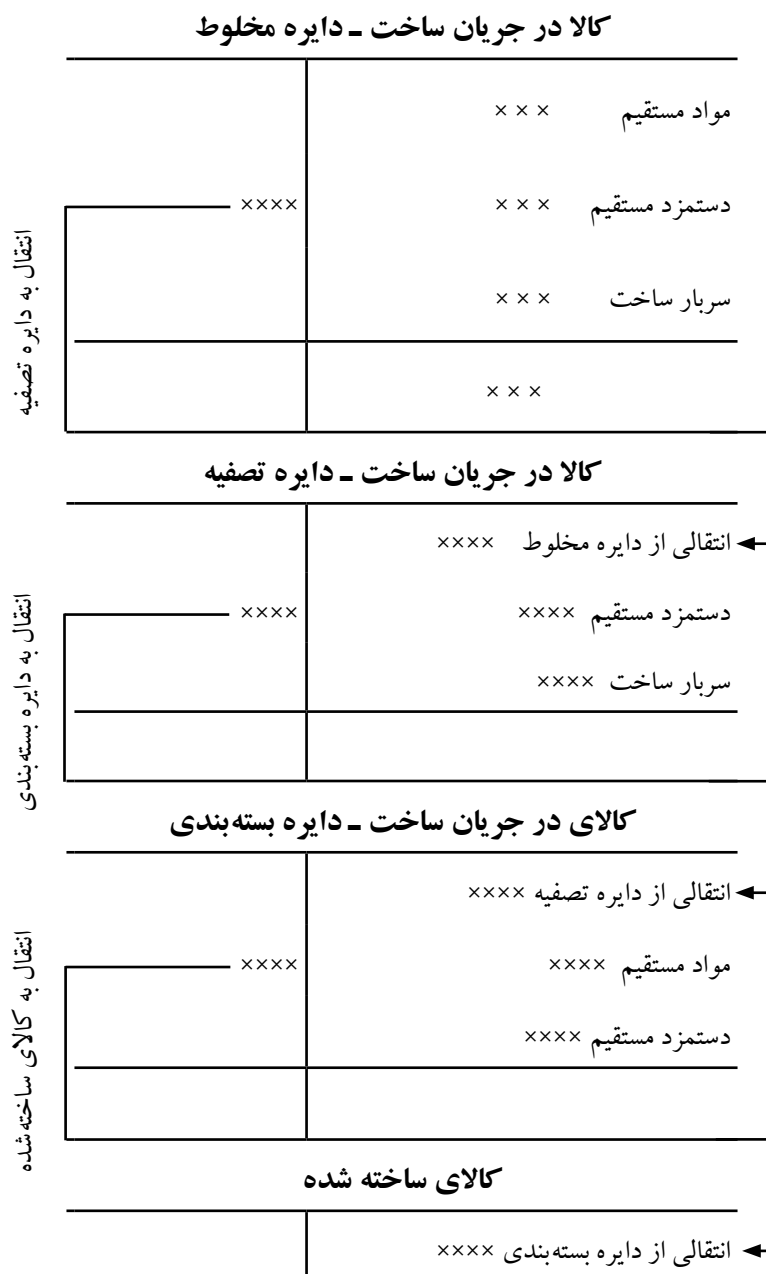 کالا در جریان ساخت ـ دایره مخلوط
مواد مستقیم × × ×
دستمزد مستقیم × × × ××××
سربار ساخت × × ×
× × ×
انتقال به دایره تصفیه
کالا در جریان ساخت ـ دایره تصفیه
انتقالی از دایره مخلوط ××××
دستمزد مستقیم ×××× ××××
سربار ساخت ××××
انتقال به دایره بسته‌بندی
کالای در جریان ساخت ـ دایره بسته‌بندی
انتقالی از دایره تصفیه ××××
مواد مستقیم ×××× ××××
دستمزد مستقیم ××××
انتقال به کالای ساخته‌شده
کالای ساخته شده
انتقالی از دایره بسته‌بندی ××××